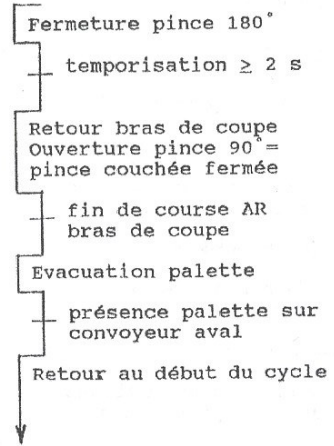 Fermeture pince 180°
temporisation ≥ 2 s
Retour bras de coupe
Ouverture pince 90°=
pince couchée fermée
fin de course AR
bras de coupe
Evacuation palette
présence palette sur
convoyeur aval
Retour au début du cycle